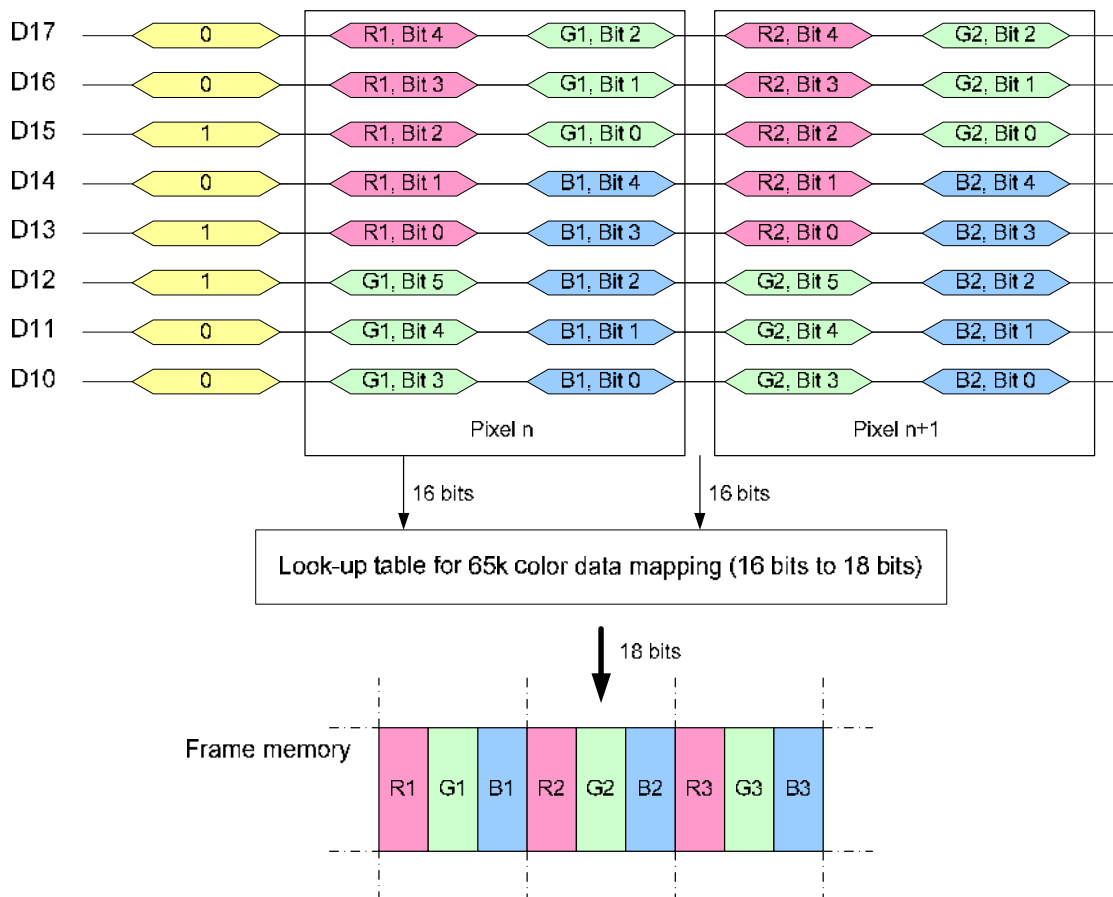 D17 0 R1, Bit 4 G1, Bit 2 R2, Bit 4 G2, Bit 2
D16 0 R1, Bit 3 G1, Bit 1 R2, Bit 3 G2, Bit 1
D15 1 R1, Bit 2 G1, Bit 0 R2, Bit 2 G2, Bit 0
D14 0 R1, Bit 1 B1, Bit 4 R2, Bit 1 B2, Bit 4
D13 1 R1, Bit 0 B1, Bit 3 R2, Bit 0 B2, Bit 3
D12 1 G1, Bit 5 B1, Bit 2 G2, Bit 5 B2, Bit 2
D11 0 G1, Bit 4 B1, Bit 1 G2, Bit 4 B2, Bit 1
D10 0 G1, Bit 3 B1, Bit 0 G2, Bit 3 B2, Bit 0
Pixel n Pixel n+1
16 bits 16 bits
Look-up table for 65k color data mapping (16 bits to 18 bits)
18 bits
Frame memory
R1 G1 B1 R2 G2 B2 R3 G3 B3